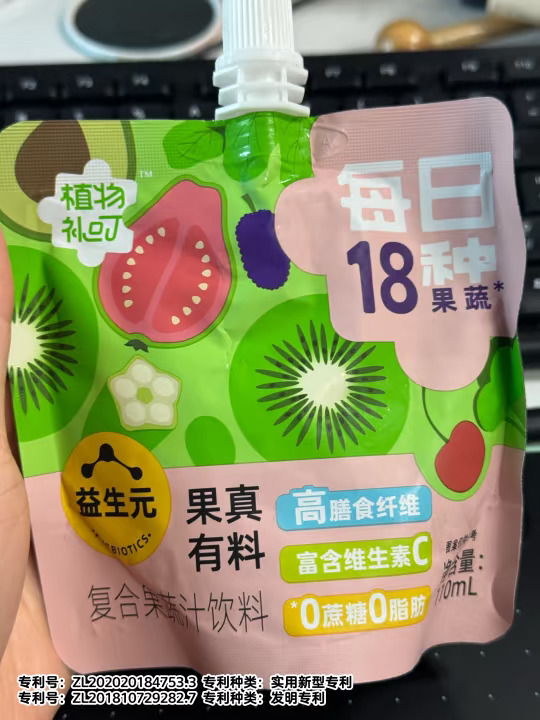 植物
补叮
TM
每日
18种
果蔬*
益生元
果真
有料
高膳食纤维
富含维生素C
*0蔗糖0脂肪
复合果蔬汁饮料
专利号：ZL202020184753.3 专利种类：实用新型专利
专利号：ZL201810729282.7 专利种类：发明专利